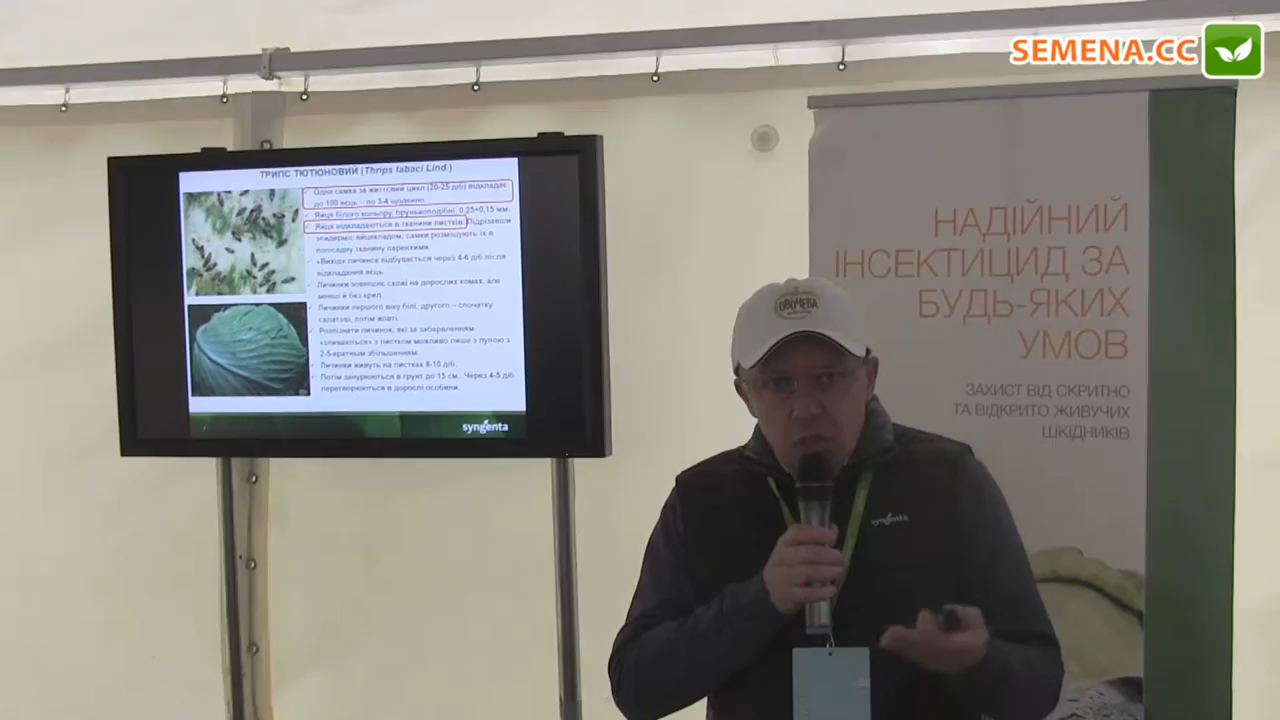 SEMENA.CC
ТРИПС ТЮТЮНОВИЙ (Thrips tabaci Lind.)
Одна самка за життєвий цикл (20-25 діб) відкладає
до 100 яєць – по 3-4 щоденно.
Яйця білого кольору, брунькоподібні, 0,25×0,15 мм.
Яйця відкладаються в тканини листків. Підрізавши
епідерміс яйцекладом, самки розміщують їх в
посадну тканину паренхіми.
«Вихід» личинок відбувається через 4-6 діб після
відкладання яєць.
Личинки зовнішнє схожі на дорослих комах, але
менші й без крил.
Личинки першого віку білі, другого – спочатку
салатові, потім жовті.
Розпізнати личинок, які за забарвленням
«зливаються» з листком можливо лише з лупою з
2-5-кратним збільшенням.
Личинки живуть на листках 8-10 діб.
Потім занурюються в ґрунт до 15 см. Через 4-5 діб
перетворюються в дорослі особини.
syngenta
НАДІЙНИЙ
ІНСЕКТИЦИД ЗА
БУДЬ-ЯКИХ
УМОВ
ЗАХИСТ ВІД СКРИТНО
ТА ВІДКРИТО ЖИВУЧИХ
ШКІДНИКІВ
ОВОЧЕВА
syngenta